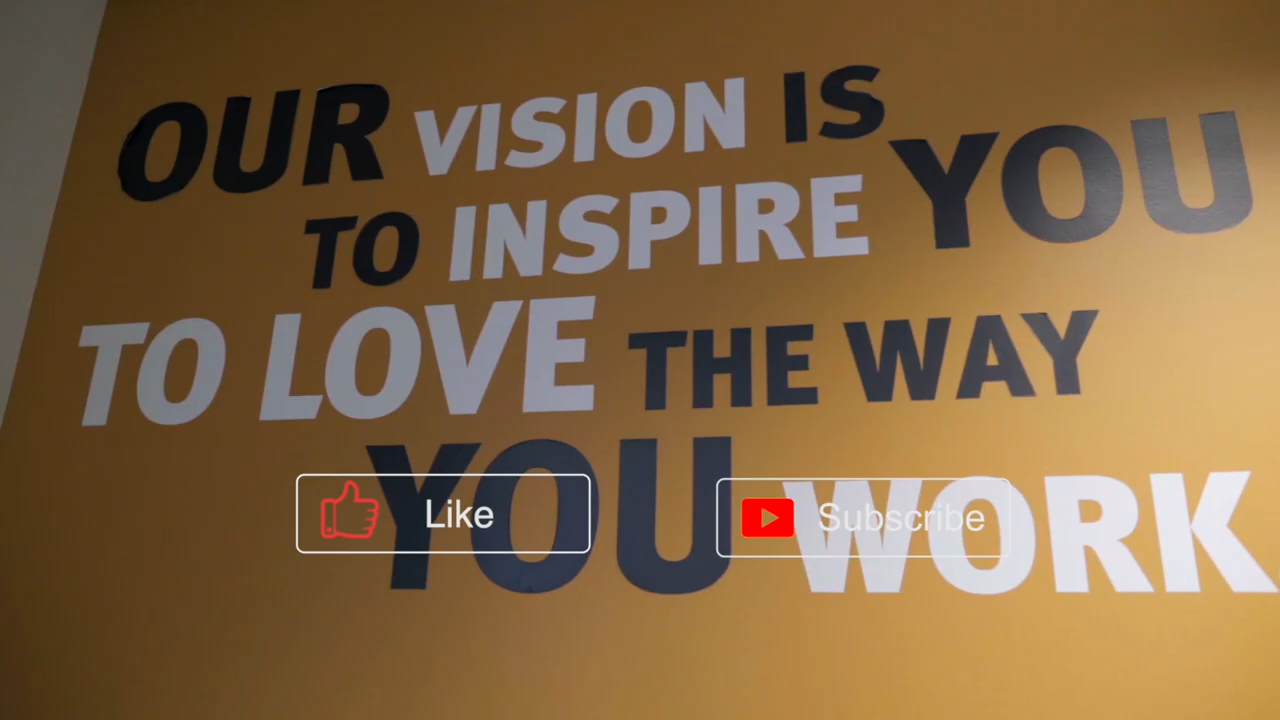 OUR VISION IS
TO INSPIRE YOU
TO LOVE THE WAY
YOU WORK
Like
Subscribe